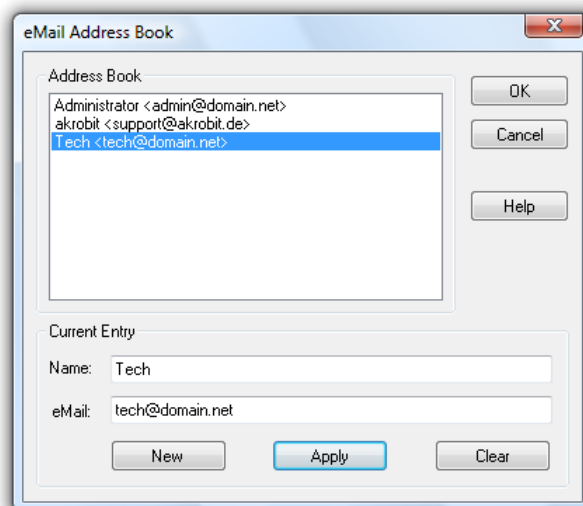 eMail Address Book
Address Book
Administrator <admin@domain.net>
akrobit <support@akrobit.de>
Tech <tech@domain.net>
OK
Cancel
Help
Current Entry
Name: Tech
eMail: tech@domain.net
New Apply Clear